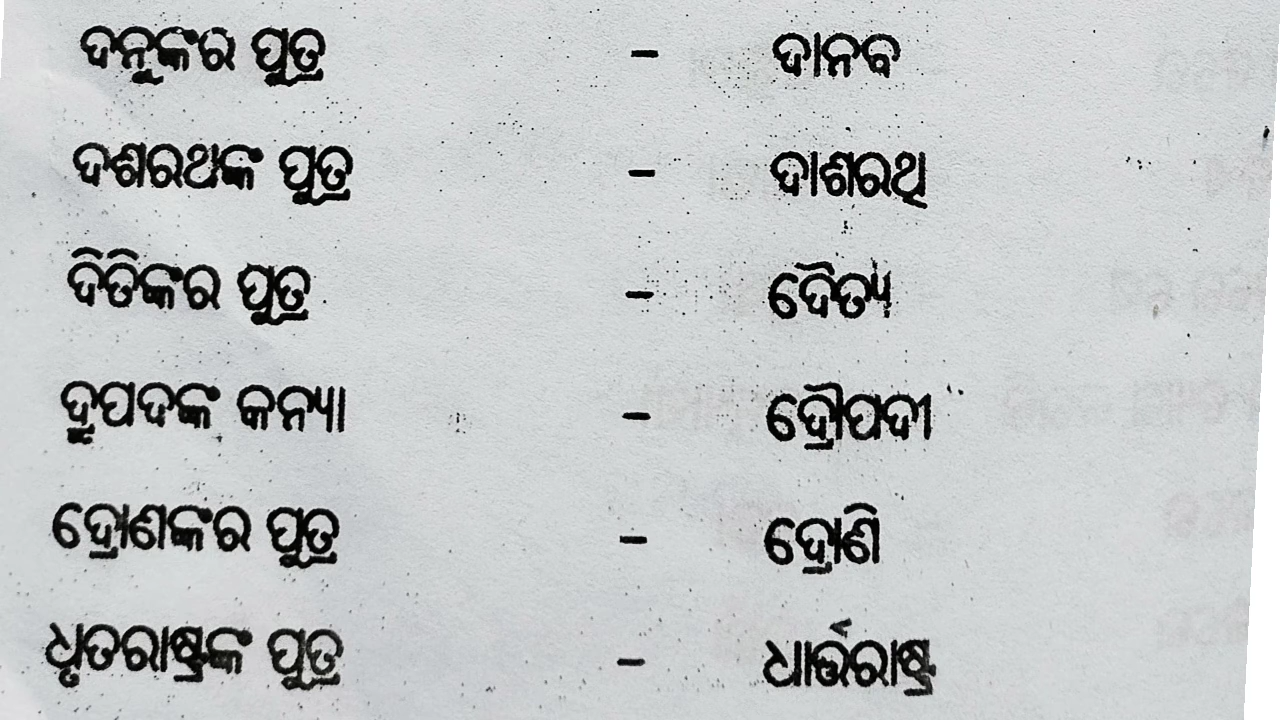 ଦନୁଙ୍କର ପୁତ୍ର – ଦାନବ
ଦଶରଥଙ୍କ ପୁତ୍ର – ଦାଶରଥି
ଦିତିଙ୍କର ପୁତ୍ର – ଦୈତ୍ୟ
ଦ୍ରୁପଦଙ୍କ କନ୍ୟା – ଦ୍ରୌପଦୀ
ଦ୍ରୋଣଙ୍କର ପୁତ୍ର – ଦ୍ରୋଣି
ଧୃତରାଷ୍ଟ୍ରଙ୍କ ପୁତ୍ର – ଧାର୍ତ୍ତରାଷ୍ଟ୍ର